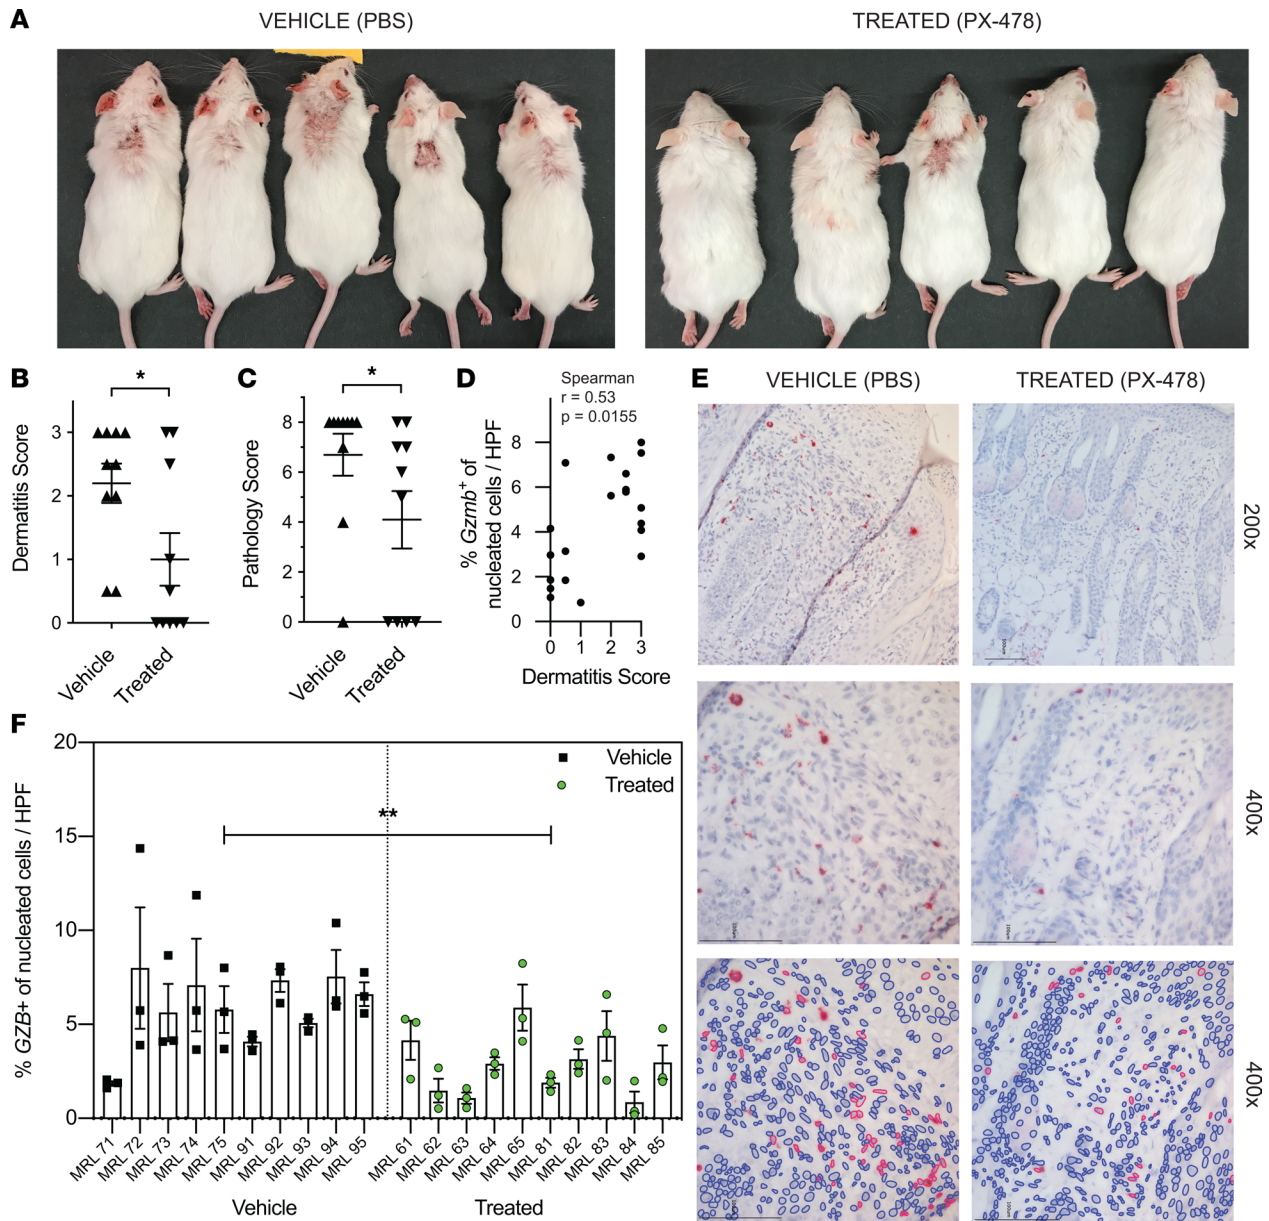 A
VEHICLE (PBS)
TREATED (PX-478)
B
*
Dermatitis Score
3
2
1
0
Vehicle
Treated
C
*
Pathology Score
8
6
4
2
0
Vehicle
Treated
D
Spearman
r = 0.53
p = 0.0155
% Gzmb+ of
nucleated cells / HPF
8
6
4
2
0
0 1 2 3
Dermatitis Score
E
VEHICLE (PBS)
TREATED (PX-478)
200x
100um
400x
100um
100um
400x
100um
F
% GZB+ of nucleated cells / HPF
20
15
10
5
0
Vehicle
Treated
**
MRL 71
MRL 72
MRL 73
MRL 74
MRL 75
MRL 91
MRL 92
MRL 93
MRL 94
MRL 95
MRL 61
MRL 62
MRL 63
MRL 64
MRL 65
MRL 81
MRL 82
MRL 83
MRL 84
MRL 85
Vehicle
Treated